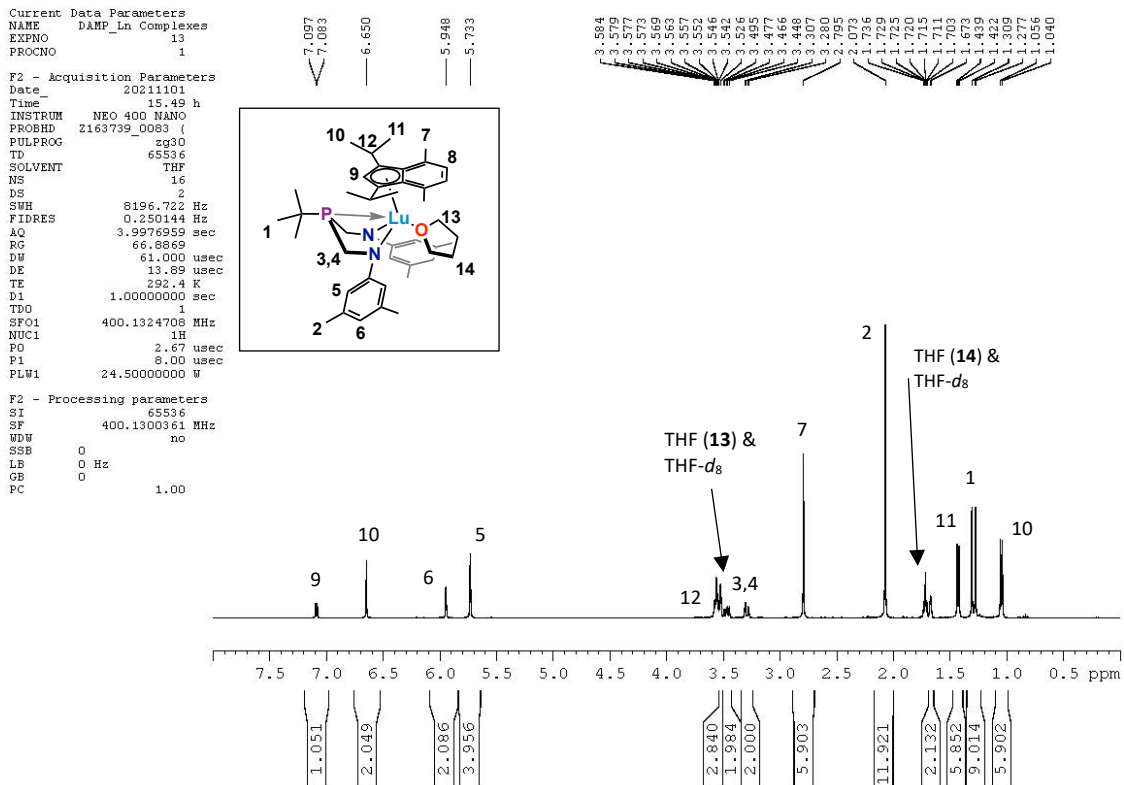 Current Data Parameters
NAME DAMP_Ln Complexes
EXPNO 13
PROCNO 1
F2 - Acquisition Parameters
Date_ 20211101
Time 15.49 h
INSTRUM NEO 400 NANO
PROBHD Z163739_0083 (
PULPROG zg30
TD 65536
SOLVENT THF
NS 16
DS 2
SWH 8196.722 Hz
FIDRES 0.250144 Hz
AQ 3.9976959 sec
RG 66.8869
DW 61.000 usec
DE 13.89 usec
TE 292.4 K
D1 1.00000000 sec
TD0 1
SFO1 400.1324708 MHz
NUC1 1H
P0 2.67 usec
P1 8.00 usec
PLW1 24.50000000 W
F2 - Processing parameters
SI 65536
SF 400.1300361 MHz
WDW no
SSB 0
LB 0 Hz
GB 0
PC 1.00
7.097
7.083
6.650
5.948
5.733
3.584
3.579
3.577
3.573
3.569
3.563
3.557
3.552
3.546
3.542
3.526
3.495
3.477
3.466
3.448
3.307
3.280
2.795
2.073
1.736
1.729
1.725
1.720
1.715
1.711
1.703
1.673
1.439
1.422
1.309
1.277
1.056
1.040
10 11 7
12
9 8
P Lu 13
1 N O
N
3,4 14
5
2 6
2
THF (14) &
THF-d8
THF (13) &
THF-d8
7
1
10 5 11 10
9 6 12 3,4
7.5 7.0 6.5 6.0 5.5 5.0 4.5 4.0 3.5 3.0 2.5 2.0 1.5 1.0 0.5 ppm
1.051
2.049
2.086
3.956
2.840
1.984
2.000
5.903
11.921
2.132
5.852
9.014
5.902